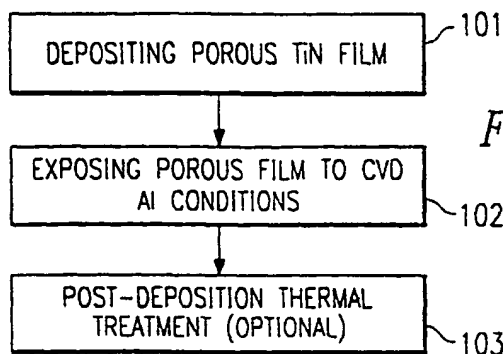 DEPOSITING POROUS TiN FILM
101
F
EXPOSING POROUS FILM TO CVD
Al CONDITIONS
102
POST-DEPOSITION THERMAL
TREATMENT (OPTIONAL)
103